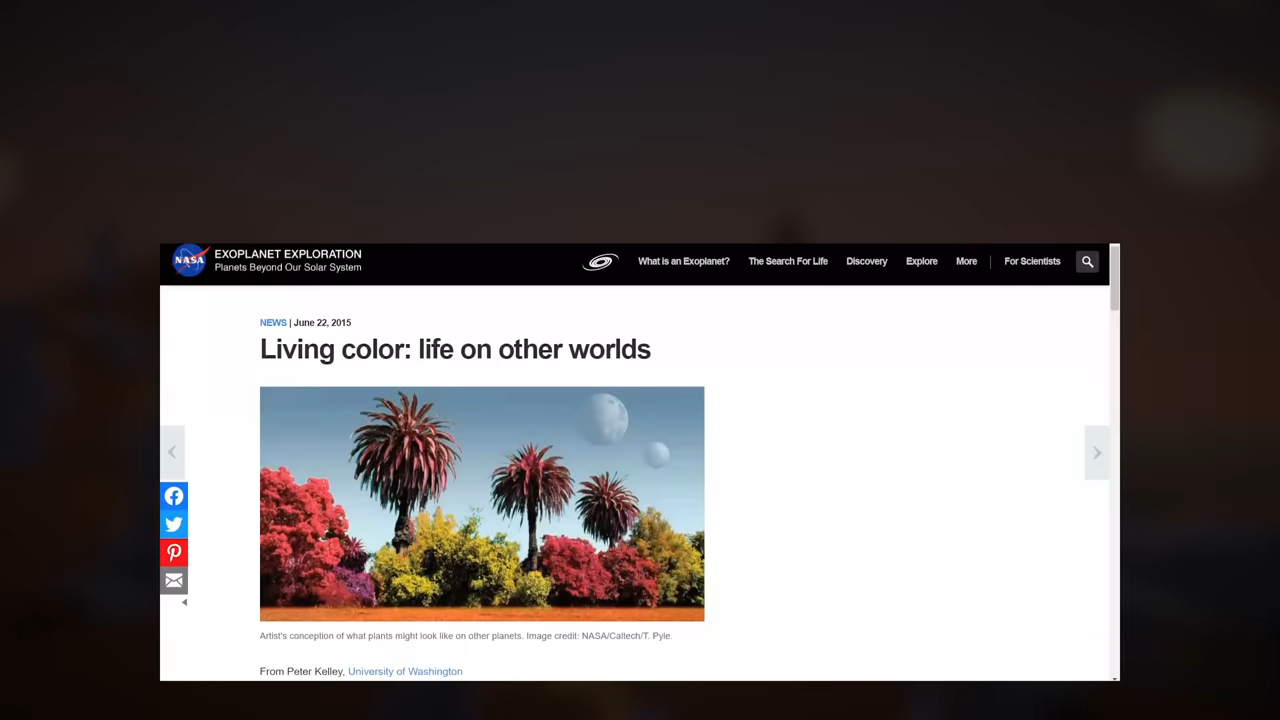 NASA
EXOPLANET EXPLORATION
Planets Beyond Our Solar System
What is an Exoplanet?
The Search For Life
Discovery
Explore
More
For Scientists
NEWS | June 22, 2015
Living color: life on other worlds
Artist's conception of what plants might look like on other planets. Image credit: NASA/Caltech/T. Pyle.
From Peter Kelley, University of Washington